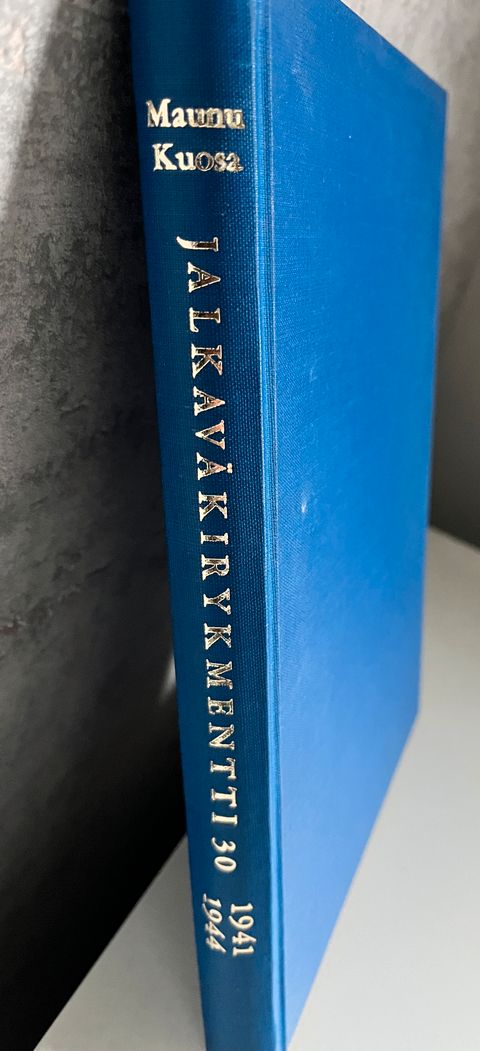 Maunu
Kuosa
JALKAVÄKIRYKMENTTI 30
1941
1944